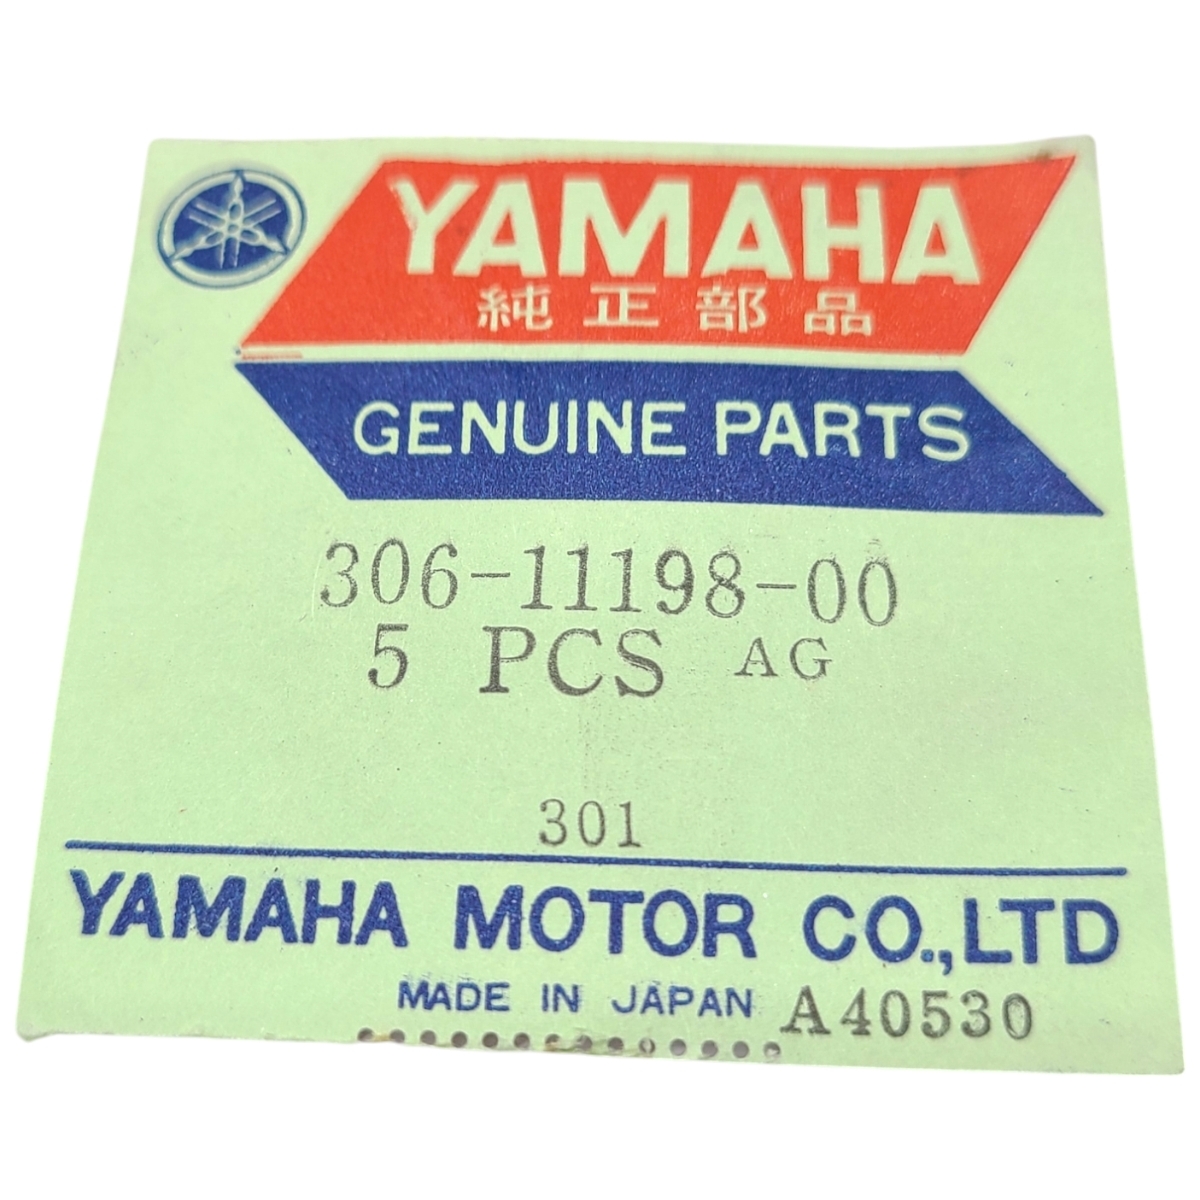 YAMAHA
純正部品
GENUINE PARTS
306-11198-00
5 PCS AG
301
YAMAHA MOTOR CO.,LTD
MADE IN JAPAN A40530